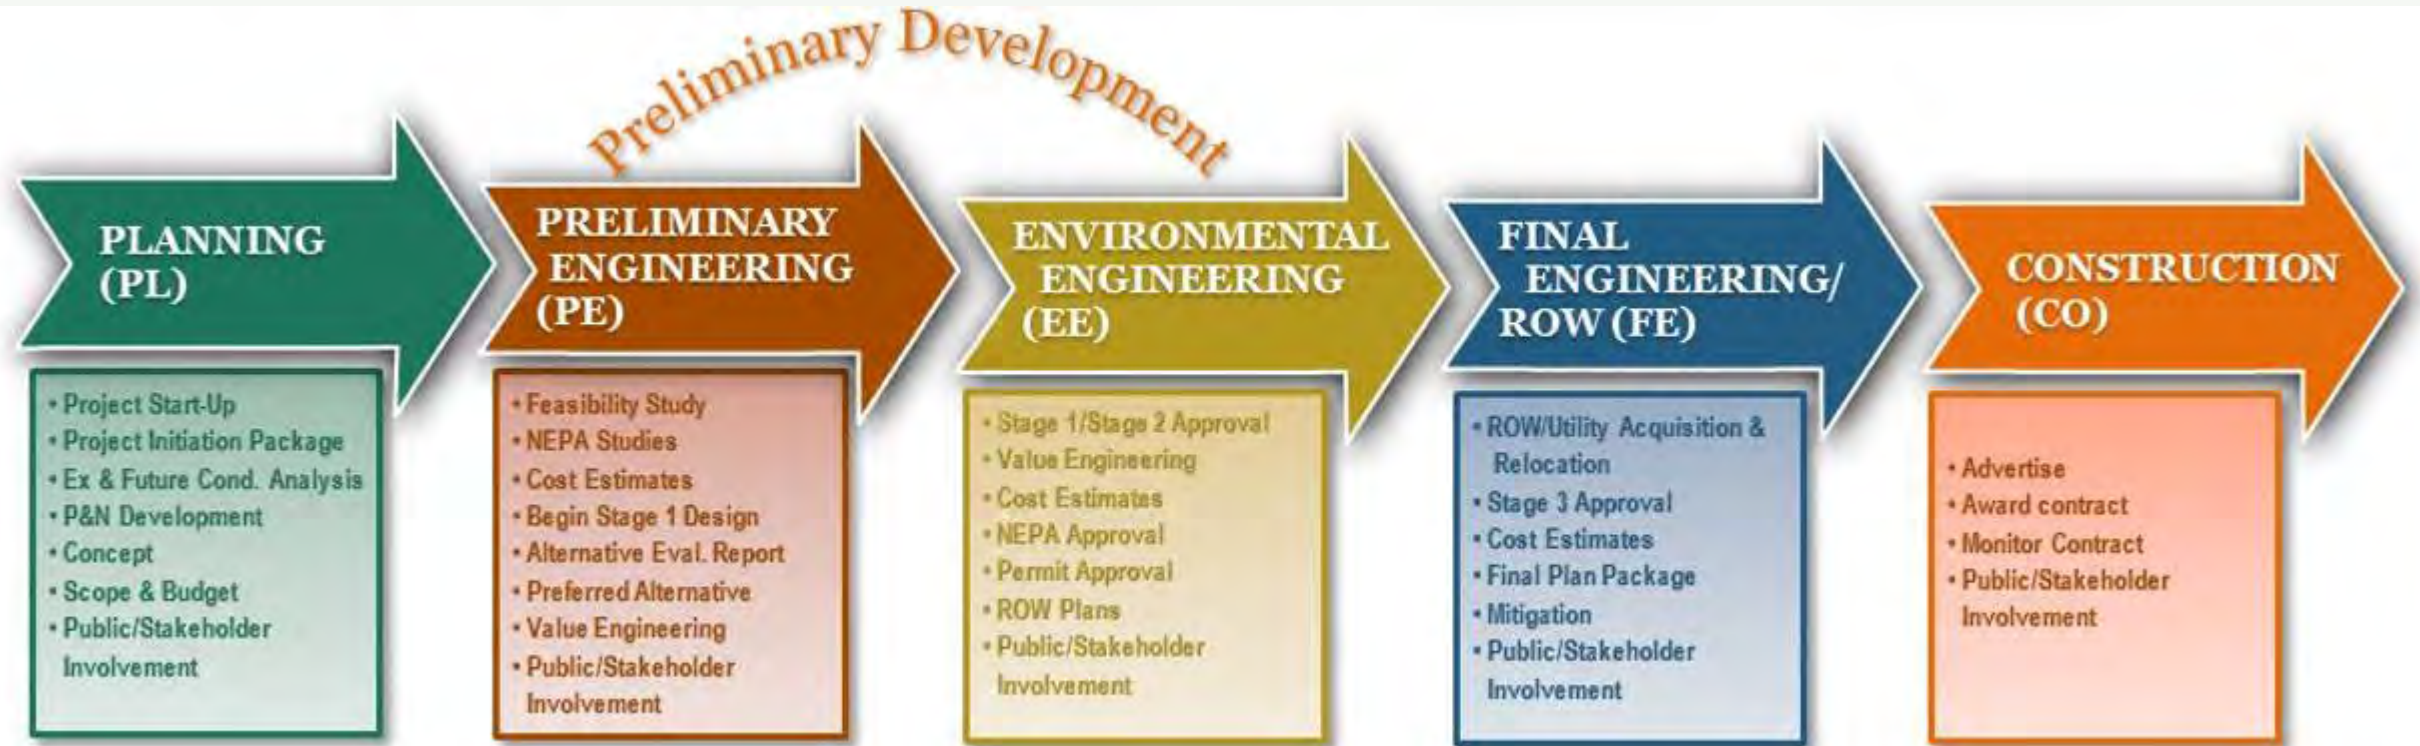 Preliminary Development
PLANNING
(PL)
• Project Start-Up
• Project Initiation Package
• Ex & Future Cond. Analysis
• P&N Development
• Concept
• Scope & Budget
• Public/Stakeholder
Involvement
PRELIMINARY
ENGINEERING
(PE)
• Feasibility Study
• NEPA Studies
• Cost Estimates
• Begin Stage 1 Design
• Alternative Eval. Report
• Preferred Alternative
• Value Engineering
• Public/Stakeholder
Involvement
ENVIRONMENTAL
ENGINEERING
(EE)
• Stage 1/Stage 2 Approval
• Value Engineering
• Cost Estimates
• NEPA Approval
• Permit Approval
• ROW Plans
• Public/Stakeholder
Involvement
FINAL
ENGINEERING/
ROW (FE)
• ROW/Utility Acquisition &
Relocation
• Stage 3 Approval
• Cost Estimates
• Final Plan Package
• Mitigation
• Public/Stakeholder
Involvement
CONSTRUCTION
(CO)
• Advertise
• Award contract
• Monitor Contract
• Public/Stakeholder
Involvement